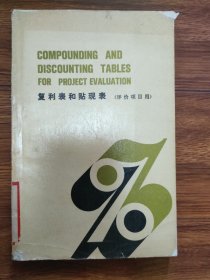 COMPOUNDING AND
DISCOUNTING TABLES
FOR PROJECT EVALUATION
复利表和贴现表 (评价项目用)
%